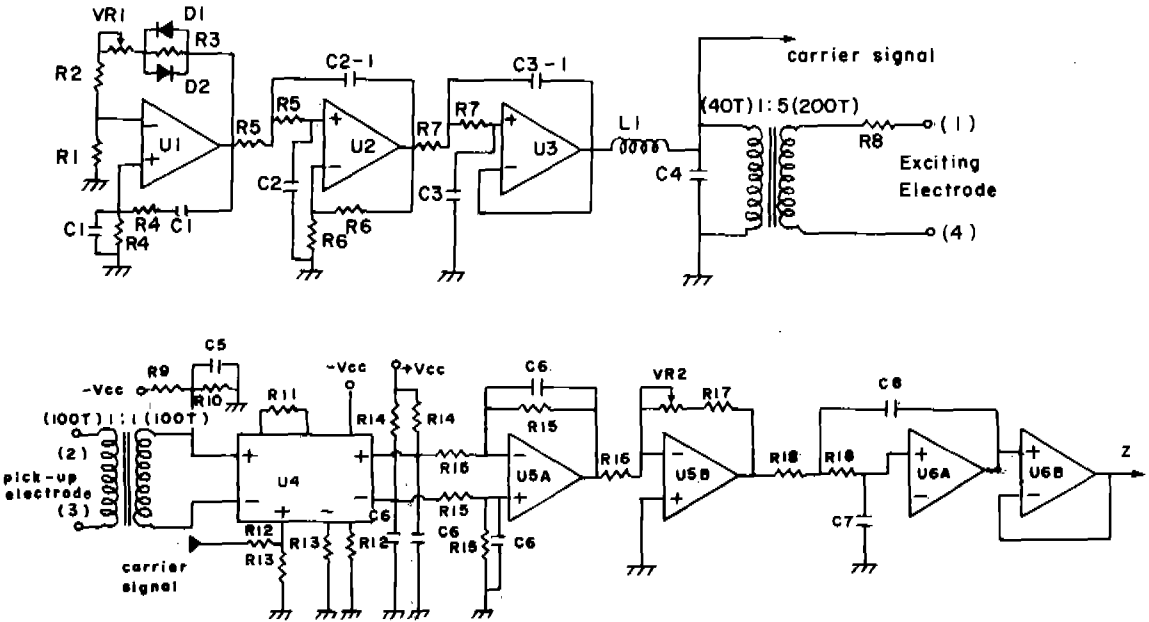 D1
VR1
R3
R2
D2
C2-1
C3-1
carrier signal
(40T)1:5(200T)
R5
R7
L1
U1
R5
U2
R7
U3
R8
(1)
R1
C2
C3
C4
Exciting
Electrode
C1
R4
C1
R4
R6
R6
(4)
C5
R9
-Vcc
+Vcc
-Vcc
R10
R11
(100T)1:1(100T)
R14
R14
C6
R15
VR2
R17
C8
(2)
pick-up
electrode
(3)
U4
R15
U5A
R16
U5B
R18
R18
U6A
U6B
Z
R15
C7
R12
R13
R13
R12
C6
C6
R15
C6
carrier
signal